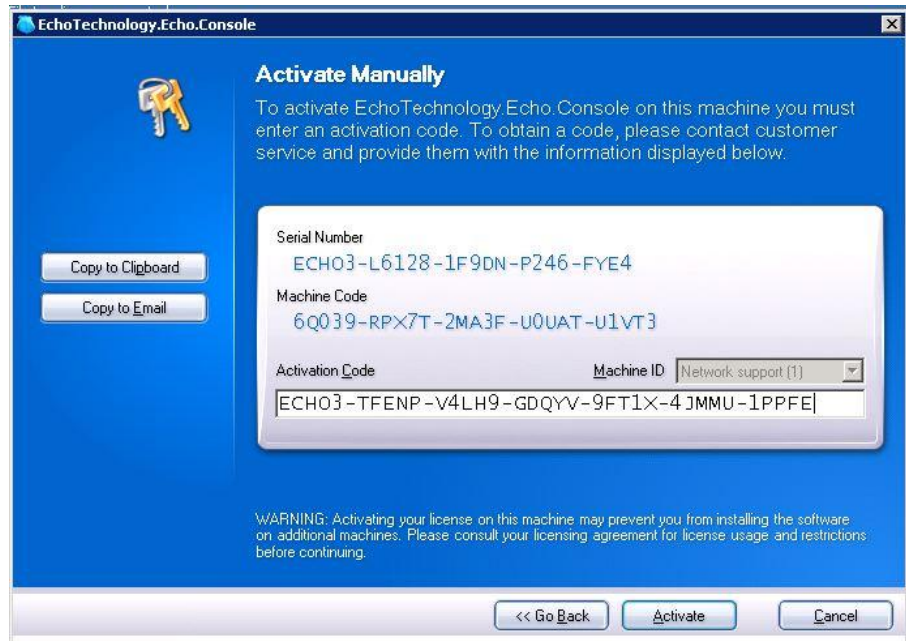 EchoTechnology.Echo.Console
Activate Manually
To activate EchoTechnology.Echo.Console on this machine you must
enter an activation code. To obtain a code, please contact customer
service and provide them with the information displayed below.
Serial Number
ECHO3-L6128-1F9DN-P246-FYE4
Copy to Clipboard
Machine Code
Copy to Email
6Q039-RPX7T-2MA3F-U0UAT-U1VT3
Activation Code
Machine ID
Network support (1)
ECHO3-TFENP-V4LH9-GDQYV-9FT1X-4JMMU-1PPFE
WARNING: Activating your license on this machine may prevent you from installing the software
on additional machines. Please consult your licensing agreement for license usage and restrictions
before continuing.
<< Go Back
Activate
Cancel